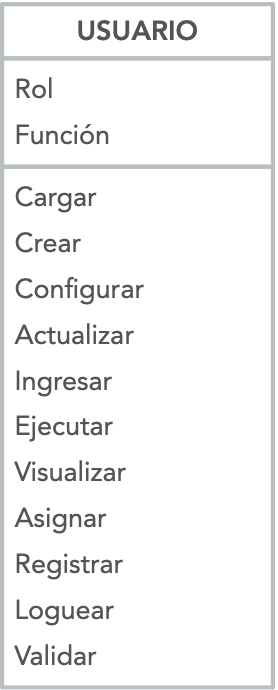 USUARIO
Rol
Función
Cargar
Crear
Configurar
Actualizar
Ingresar
Ejecutar
Visualizar
Asignar
Registrar
Loguear
Validar